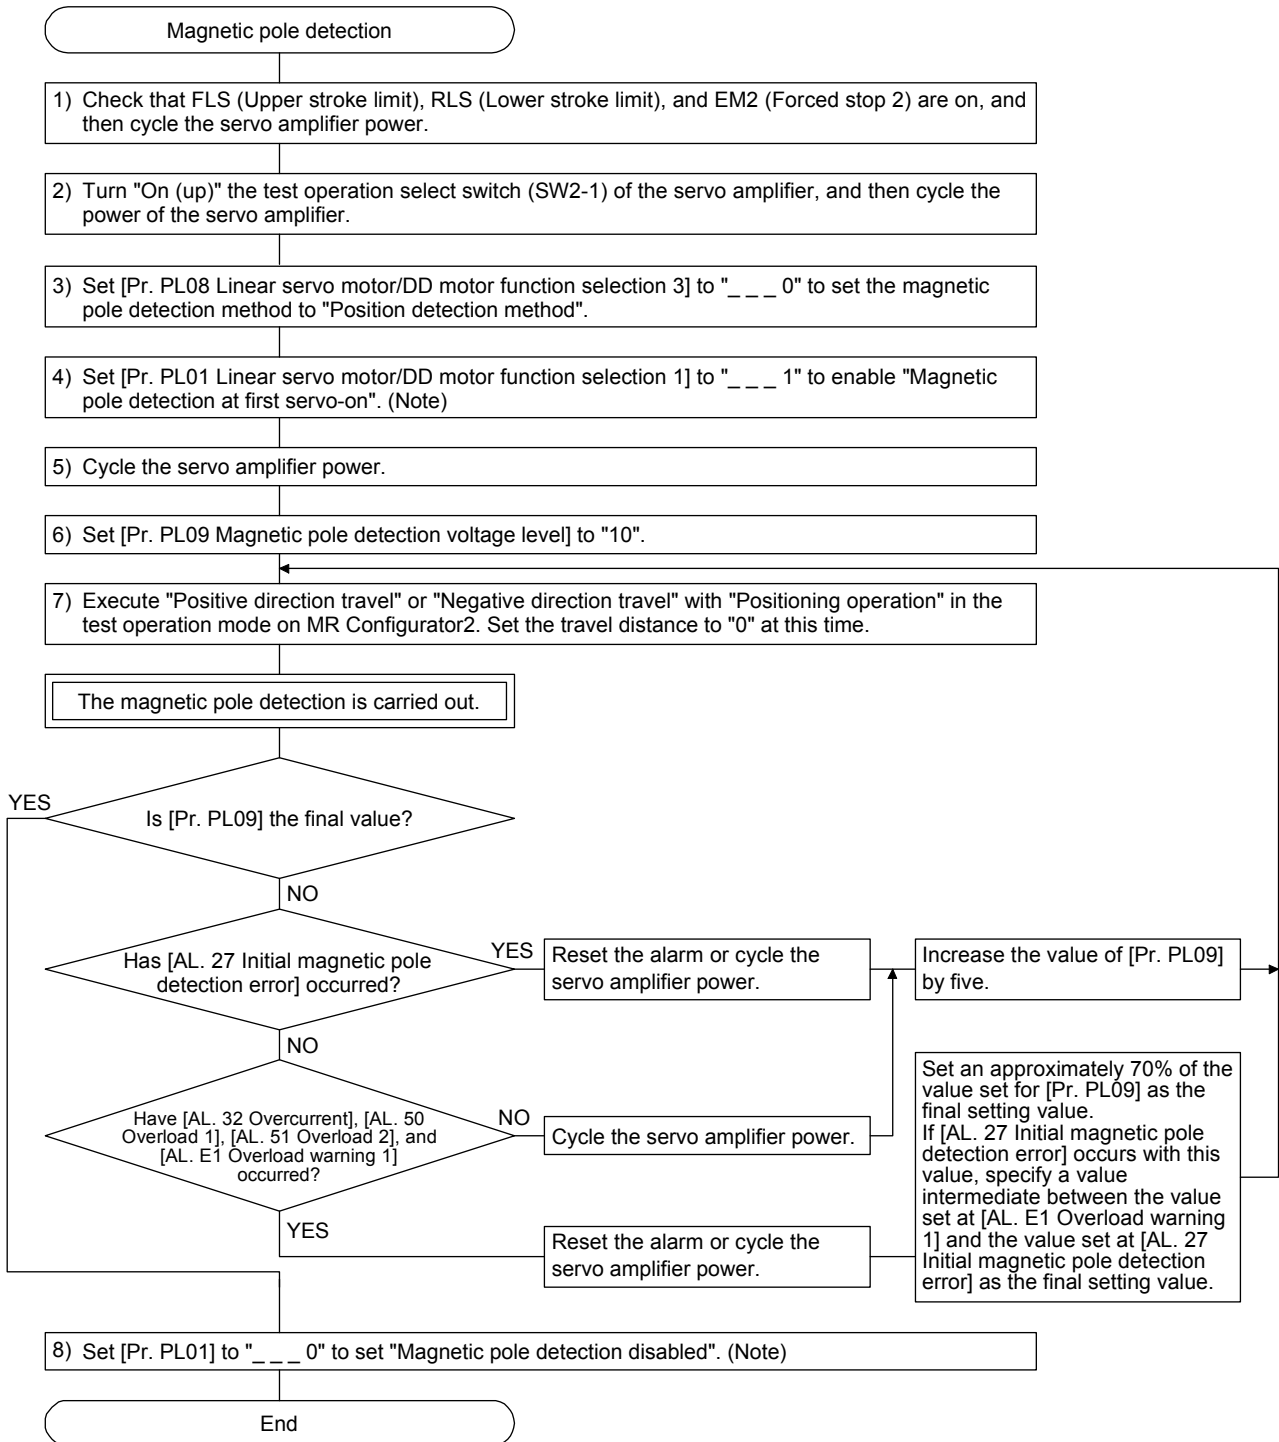 Magnetic pole detection
1) Check that FLS (Upper stroke limit), RLS (Lower stroke limit), and EM2 (Forced stop 2) are on, and
then cycle the servo amplifier power.
2) Turn "On (up)" the test operation select switch (SW2-1) of the servo amplifier, and then cycle the
power of the servo amplifier.
3) Set [Pr. PL08 Linear servo motor/DD motor function selection 3] to "_ _ _ 0" to set the magnetic
pole detection method to "Position detection method".
4) Set [Pr. PL01 Linear servo motor/DD motor function selection 1] to "_ _ _ 1" to enable "Magnetic
pole detection at first servo-on". (Note)
5) Cycle the servo amplifier power.
6) Set [Pr. PL09 Magnetic pole detection voltage level] to "10".
7) Execute "Positive direction travel" or "Negative direction travel" with "Positioning operation" in the
test operation mode on MR Configurator2. Set the travel distance to "0" at this time.
The magnetic pole detection is carried out.
YES
Is [Pr. PL09] the final value?
NO
Has [AL. 27 Initial magnetic pole
detection error] occurred?
YES
Reset the alarm or cycle the
servo amplifier power.
Increase the value of [Pr. PL09]
by five.
NO
Have [AL. 32 Overcurrent], [AL. 50
Overload 1], [AL. 51 Overload 2], and
[AL. E1 Overload warning 1]
occurred?
NO
Cycle the servo amplifier power.
YES
Reset the alarm or cycle the
servo amplifier power.
Set an approximately 70% of the
value set for [Pr. PL09] as the
final setting value.
If [AL. 27 Initial magnetic pole
detection error] occurs with this
value, specify a value
intermediate between the value
set at [AL. E1 Overload warning
1] and the value set at [AL. 27
Initial magnetic pole detection
error] as the final setting value.
8) Set [Pr. PL01] to "_ _ _ 0" to set "Magnetic pole detection disabled". (Note)
End